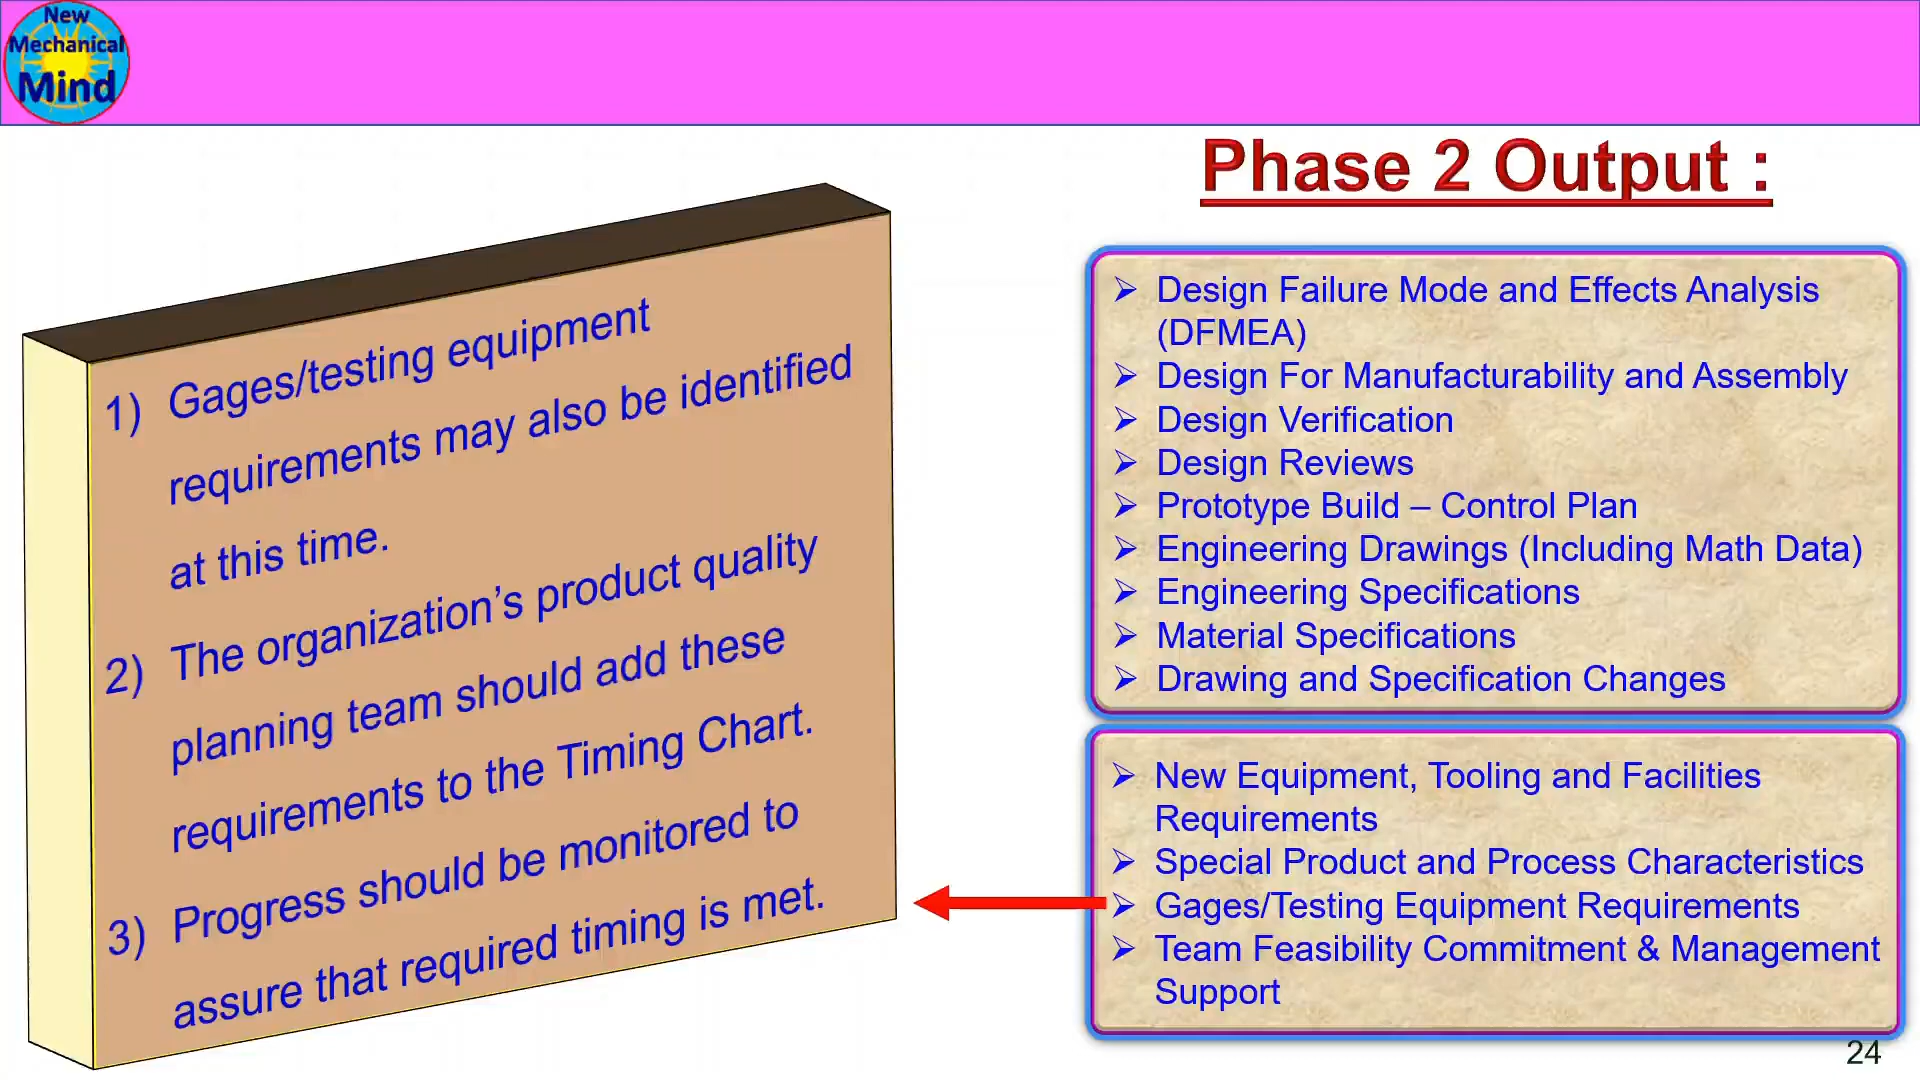 New
Mechanical
Mind
Phase 2 Output :
1) Gages/testing equipment
requirements may also be identified
at this time.
2) The organization’s product quality
planning team should add these
requirements to the Timing Chart.
3) Progress should be monitored to
assure that required timing is met.
➢ Design Failure Mode and Effects Analysis
(DFMEA)
➢ Design For Manufacturability and Assembly
➢ Design Verification
➢ Design Reviews
➢ Prototype Build – Control Plan
➢ Engineering Drawings (Including Math Data)
➢ Engineering Specifications
➢ Material Specifications
➢ Drawing and Specification Changes
➢ New Equipment, Tooling and Facilities
Requirements
➢ Special Product and Process Characteristics
➢ Gages/Testing Equipment Requirements
➢ Team Feasibility Commitment & Management
Support
24